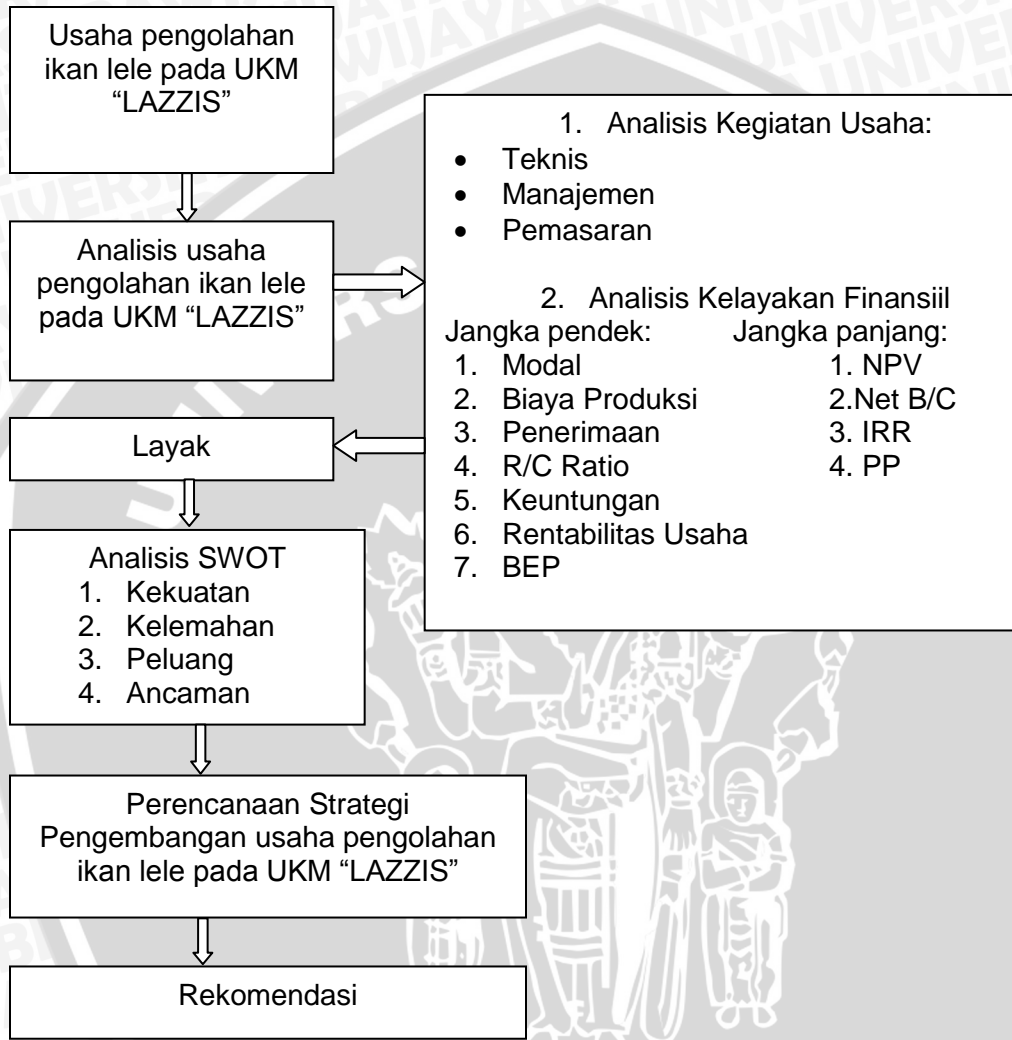 Usaha pengolahan
ikan lele pada UKM
“LAZZIS”
Analisis usaha
pengolahan ikan lele
pada UKM “LAZZIS”
1. Analisis Kegiatan Usaha:
• Teknis
• Manajemen
• Pemasaran
2. Analisis Kelayakan Finansiil
Jangka pendek: Jangka panjang:
1. Modal 1. NPV
2. Biaya Produksi 2.Net B/C
3. Penerimaan 3. IRR
4. R/C Ratio 4. PP
5. Keuntungan
6. Rentabilitas Usaha
7. BEP
Layak
Analisis SWOT
1. Kekuatan
2. Kelemahan
3. Peluang
4. Ancaman
Perencanaan Strategi
Pengembangan usaha pengolahan
ikan lele pada UKM “LAZZIS”
Rekomendasi